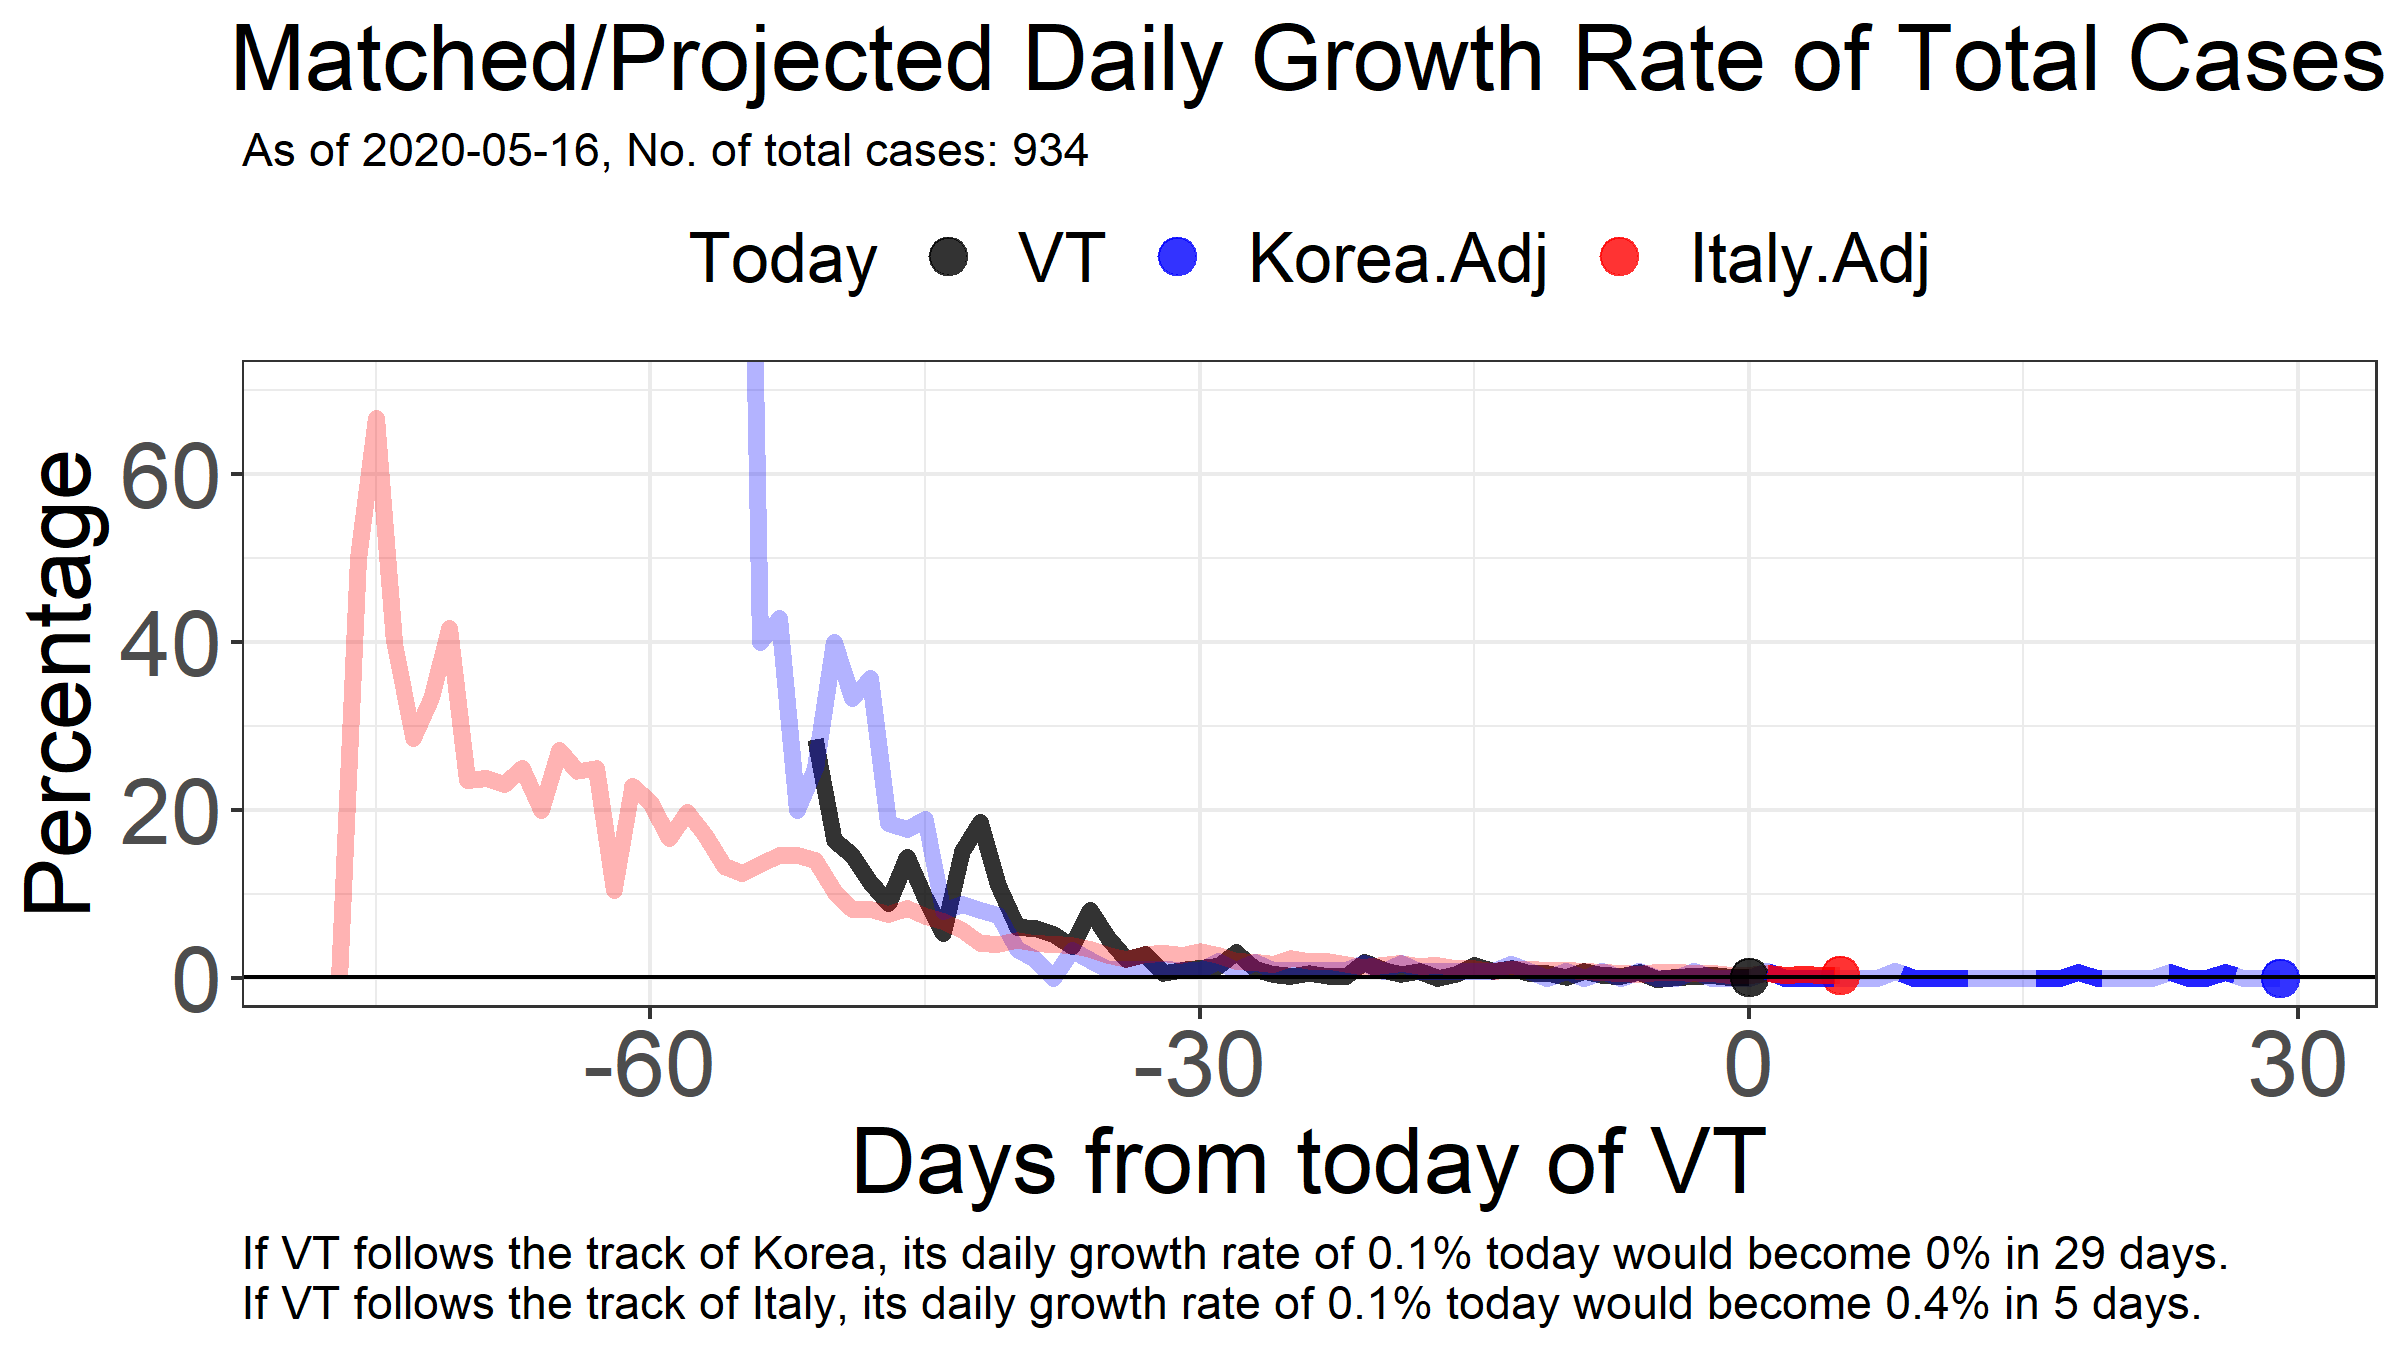 Matched/Projected Daily Growth Rate of Total Cases
As of 2020-05-16, No. of total cases: 934
Today VT Korea.Adj Italy.Adj
Percentage
60
40
20
0
-60 -30 0 30
Days from today of VT
If VT follows the track of Korea, its daily growth rate of 0.1% today would become 0% in 29 days.
If VT follows the track of Italy, its daily growth rate of 0.1% today would become 0.4% in 5 days.